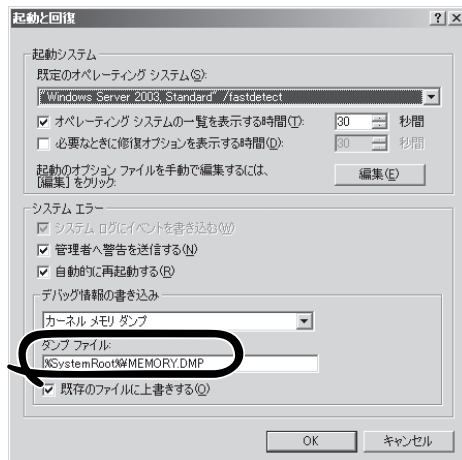 起動と回復
起動システム
既定のオペレーティング システム(S):
"Windows Server 2003, Standard" /fastdetect
オペレーティング システムの一覧を表示する時間(T): 30 秒間
必要なときに修復オプションを表示する時間(D): 30 秒間
起動のオプション ファイルを手動で編集するには、
[編集] をクリック: 編集(E)
システム エラー
システム ログにイベントを書き込む(W)
管理者へ警告を送信する(N)
自動的に再起動する(R)
デバッグ情報の書き込み
カーネル メモリ ダンプ
ダンプ ファイル:
%SystemRoot%¥MEMORY.DMP
既存のファイルに上書きする(O)
OK キャンセル